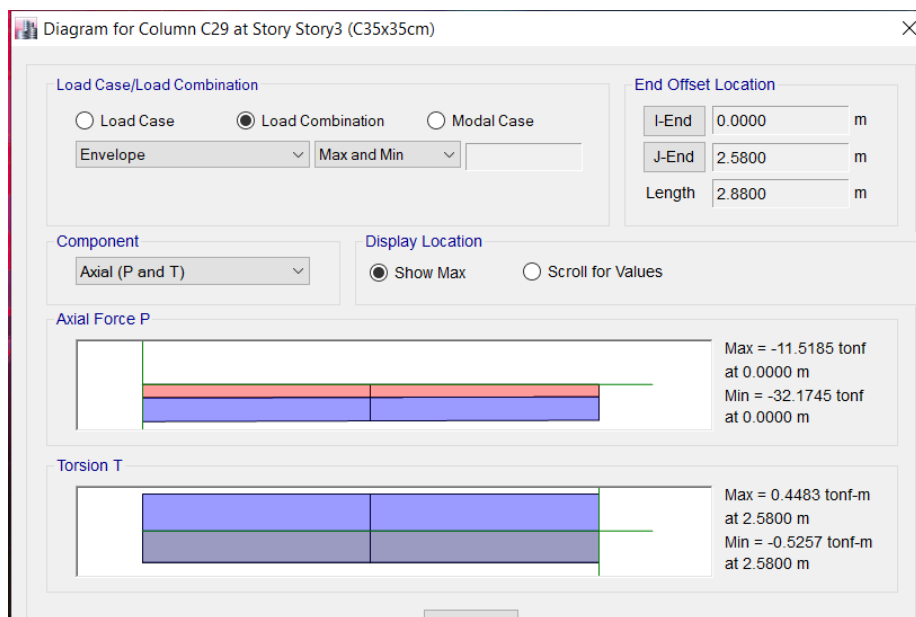 Diagram for Column C29 at Story Story3 (C35x35cm)
Load Case/Load Combination
Load Case
Load Combination
Modal Case
Envelope
Max and Min
End Offset Location
I-End
0.0000
m
J-End
2.5800
m
Length
2.8800
m
Component
Axial (P and T)
Display Location
Show Max
Scroll for Values
Axial Force P
Max = -11.5185 tonf
at 0.0000 m
Min = -32.1745 tonf
at 0.0000 m
Torsion T
Max = 0.4483 tonf-m
at 2.5800 m
Min = -0.5257 tonf-m
at 2.5800 m